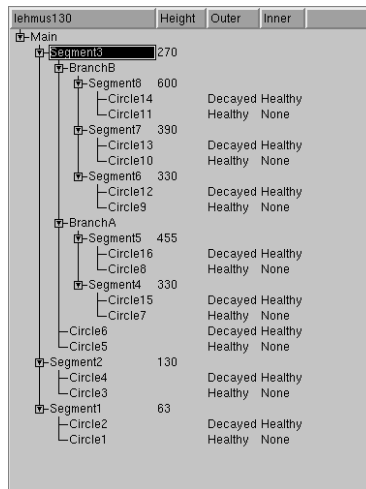 lehmus130 Height Outer Inner
Main
Segment3 270
BranchB
Segment8 600
Circle14 Decayed Healthy
Circle11 Healthy None
Segment7 390
Circle13 Decayed Healthy
Circle10 Healthy None
Segment6 330
Circle12 Decayed Healthy
Circle9 Healthy None
BranchA
Segment5 455
Circle16 Decayed Healthy
Circle8 Healthy None
Segment4 330
Circle15 Decayed Healthy
Circle7 Healthy None
Circle6 Decayed Healthy
Circle5 Healthy None
Segment2 130
Circle4 Decayed Healthy
Circle3 Healthy None
Segment1 63
Circle2 Decayed Healthy
Circle1 Healthy None